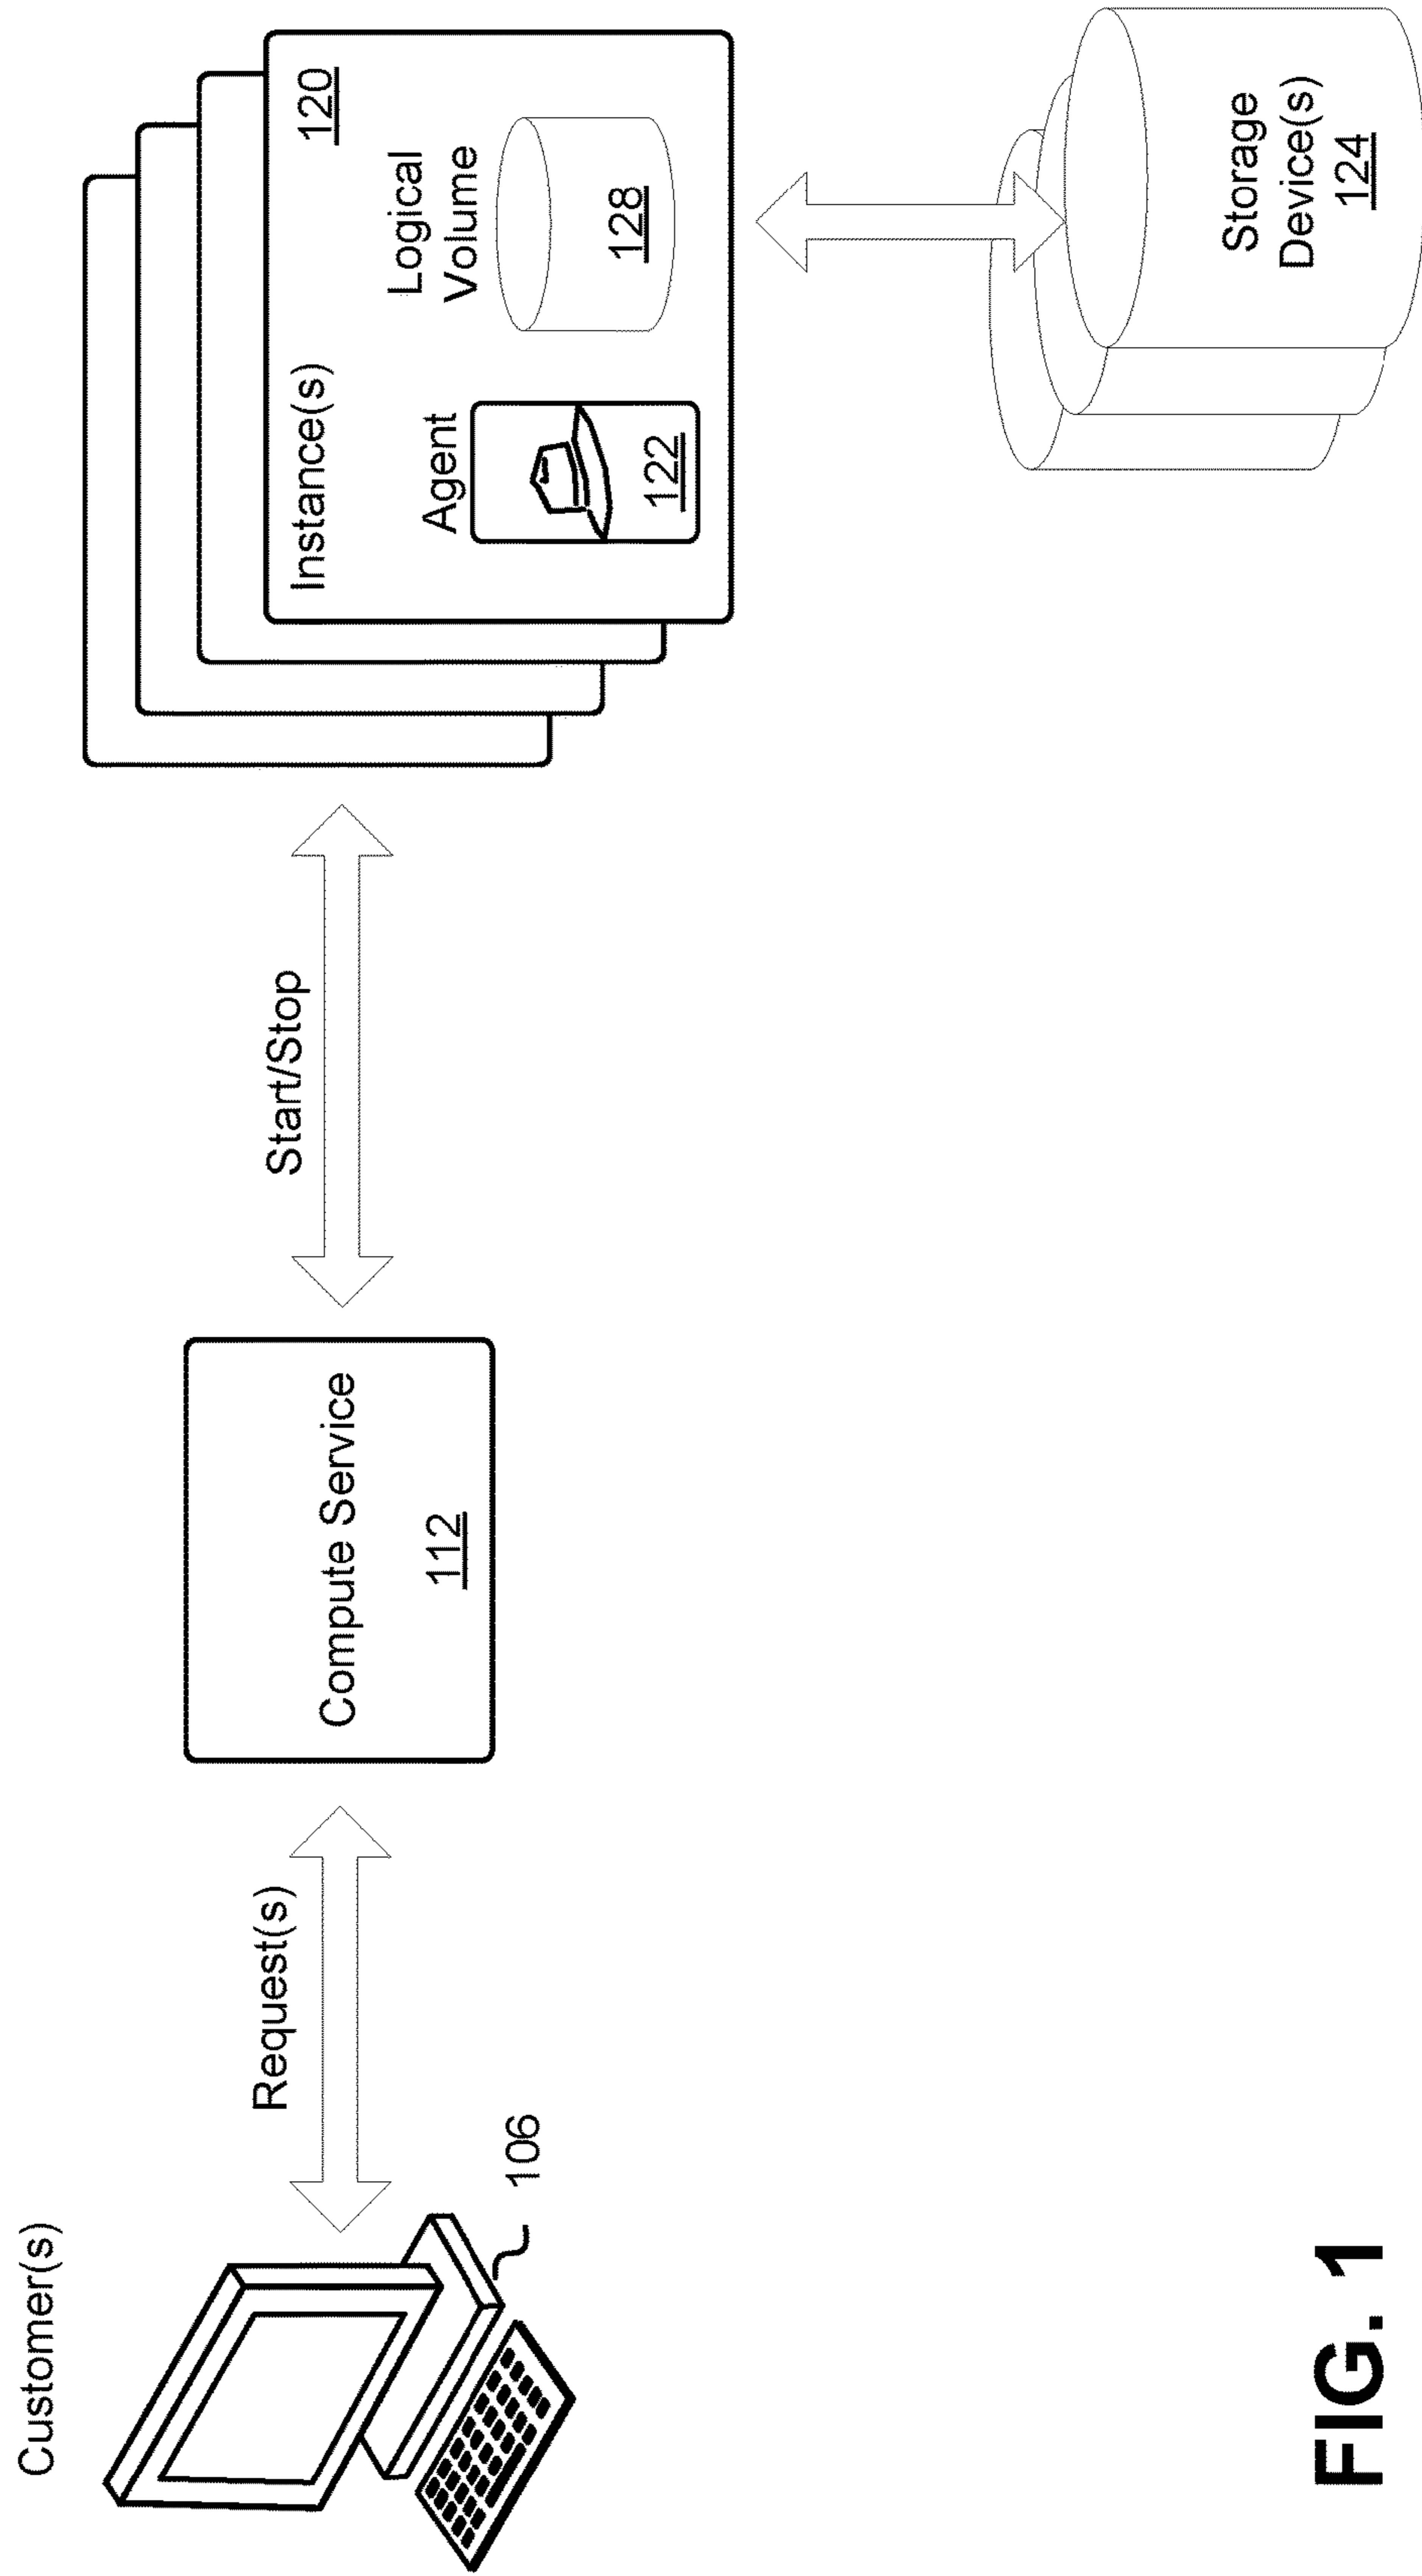 Customer(s)
106
Request(s)
Compute Service
112
Start/Stop
Instance(s)
120
Agent
122
Logical
Volume
128
Storage
Device(s)
124
FIG. 1